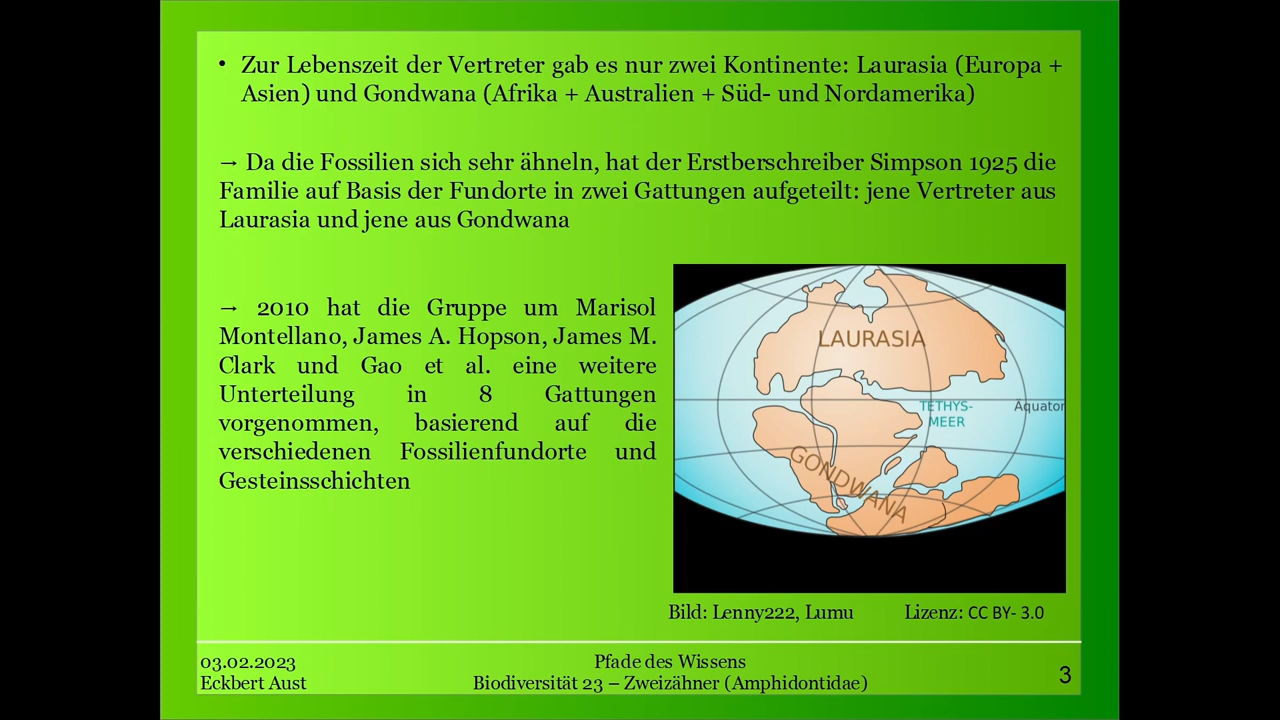 • Zur Lebenszeit der Vertreter gab es nur zwei Kontinente: Laurasia (Europa +
Asien) und Gondwana (Afrika + Australien + Süd- und Nordamerika)
→ Da die Fossilien sich sehr ähneln, hat der Erstberschreiber Simpson 1925 die
Familie auf Basis der Fundorte in zwei Gattungen aufgeteilt: jene Vertreter aus
Laurasia und jene aus Gondwana
→ 2010 hat die Gruppe um Marisol
Montellano, James A. Hopson, James M.
Clark und Gao et al. eine weitere
Unterteilung in 8 Gattungen
vorgenommen, basierend auf die
verschiedenen Fossilienfundorte und
Gesteinsschichten
LAURASIA
TETHYS-
MEER
Äquator
GONDWANA
Bild: Lenny222, Lumu Lizenz: CC BY- 3.0
03.02.2023
Eckbert Aust
Pfade des Wissens
Biodiversität 23 – Zweizähner (Amphidontidae)
3